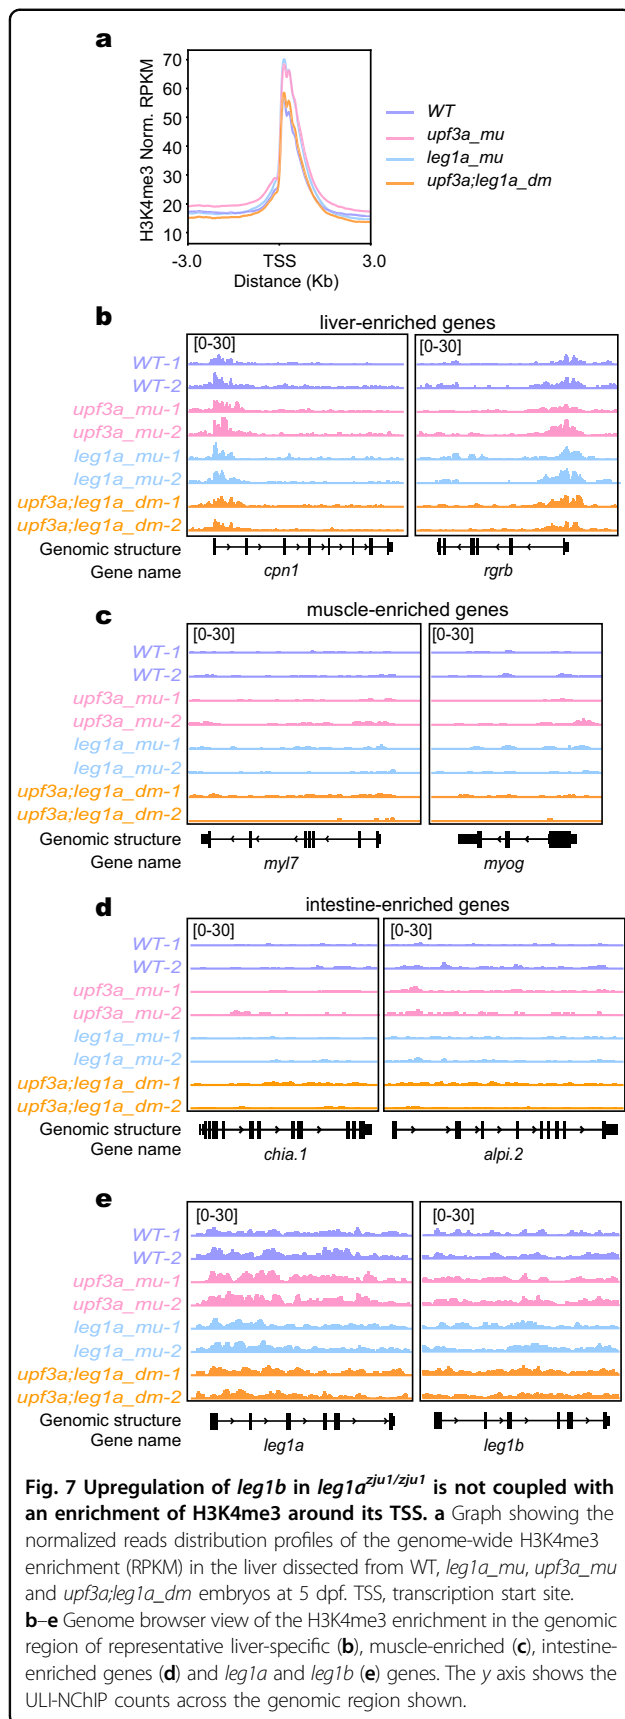 a
H3K4me3 Norm. RPKM
70
60
50
40
30
20
10
-3.0 TSS 3.0
Distance (Kb)
WT
upf3a_mu
leg1a_mu
upf3a;leg1a_dm
b
liver-enriched genes
[0-30] [0-30]
WT-1
WT-2
upf3a_mu-1
upf3a_mu-2
leg1a_mu-1
leg1a_mu-2
upf3a;leg1a_dm-1
upf3a;leg1a_dm-2
Genomic structure
Gene name cpn1 rgrb
c
muscle-enriched genes
[0-30] [0-30]
WT-1
WT-2
upf3a_mu-1
upf3a_mu-2
leg1a_mu-1
leg1a_mu-2
upf3a;leg1a_dm-1
upf3a;leg1a_dm-2
Genomic structure
Gene name myl7 myog
d
intestine-enriched genes
[0-30] [0-30]
WT-1
WT-2
upf3a_mu-1
upf3a_mu-2
leg1a_mu-1
leg1a_mu-2
upf3a;leg1a_dm-1
upf3a;leg1a_dm-2
Genomic structure
Gene name chia.1 alpi.2
e
[0-30] [0-30]
WT-1
WT-2
upf3a_mu-1
upf3a_mu-2
leg1a_mu-1
leg1a_mu-2
upf3a;leg1a_dm-1
upf3a;leg1a_dm-2
Genomic structure
Gene name leg1a leg1b
Fig. 7 Upregulation of leg1b in leg1a^zju1/zju1 is not coupled with
an enrichment of H3K4me3 around its TSS. a Graph showing the
normalized reads distribution profiles of the genome-wide H3K4me3
enrichment (RPKM) in the liver dissected from WT, leg1a_mu, upf3a_mu
and upf3a;leg1a_dm embryos at 5 dpf. TSS, transcription start site.
b–e Genome browser view of the H3K4me3 enrichment in the genomic
region of representative liver-specific (b), muscle-enriched (c), intestine-
enriched genes (d) and leg1a and leg1b (e) genes. The y axis shows the
ULI-NChIP counts across the genomic region shown.